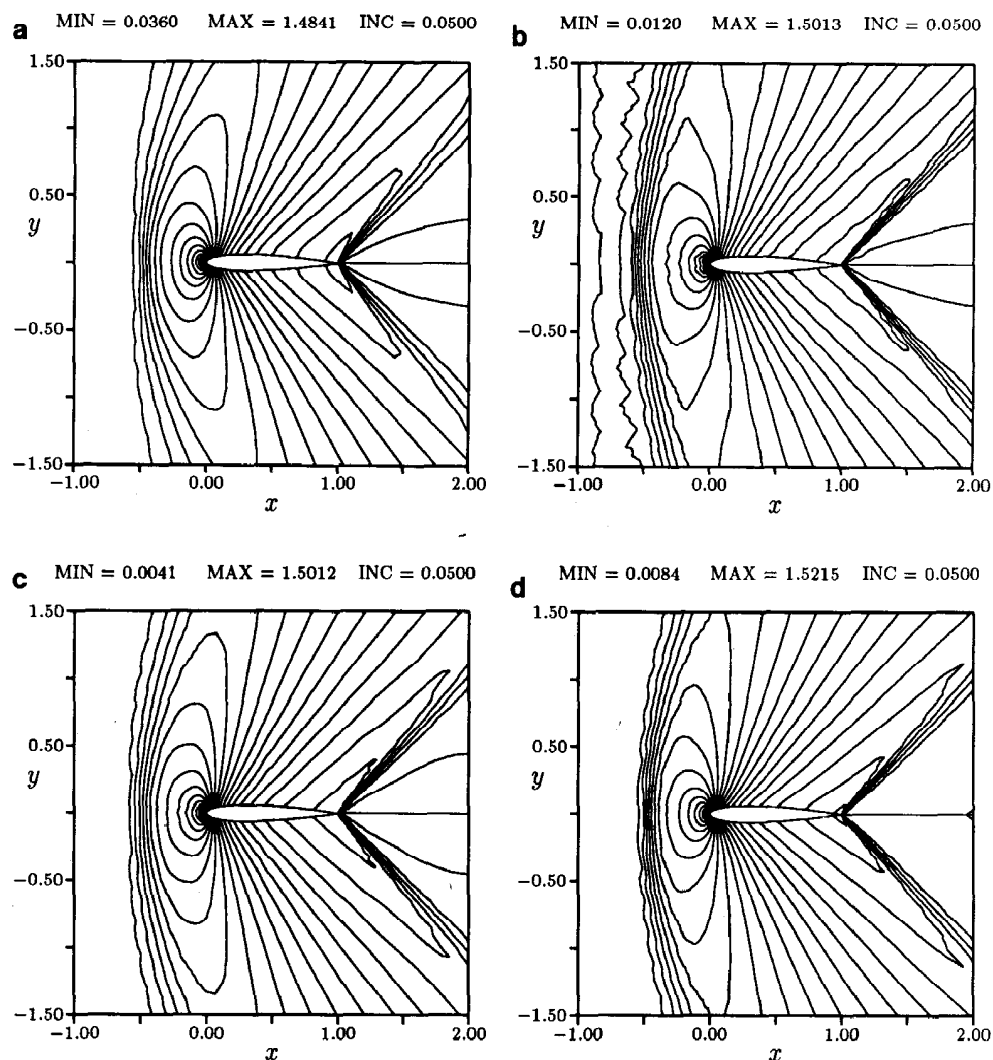 a MIN = 0.0360 MAX = 1.4841 INC = 0.0500
1.50
0.50
y
−0.50
−1.50
−1.00 0.00 1.00 2.00
x
b MIN = 0.0120 MAX = 1.5013 INC = 0.0500
1.50
0.50
y
−0.50
−1.50
−1.00 0.00 1.00 2.00
x
c MIN = 0.0041 MAX = 1.5012 INC = 0.0500
1.50
0.50
y
−0.50
−1.50
−1.00 0.00 1.00 2.00
x
d MIN = 0.0084 MAX = 1.5215 INC = 0.0500
1.50
0.50
y
−0.50
−1.50
−1.00 0.00 1.00 2.00
x